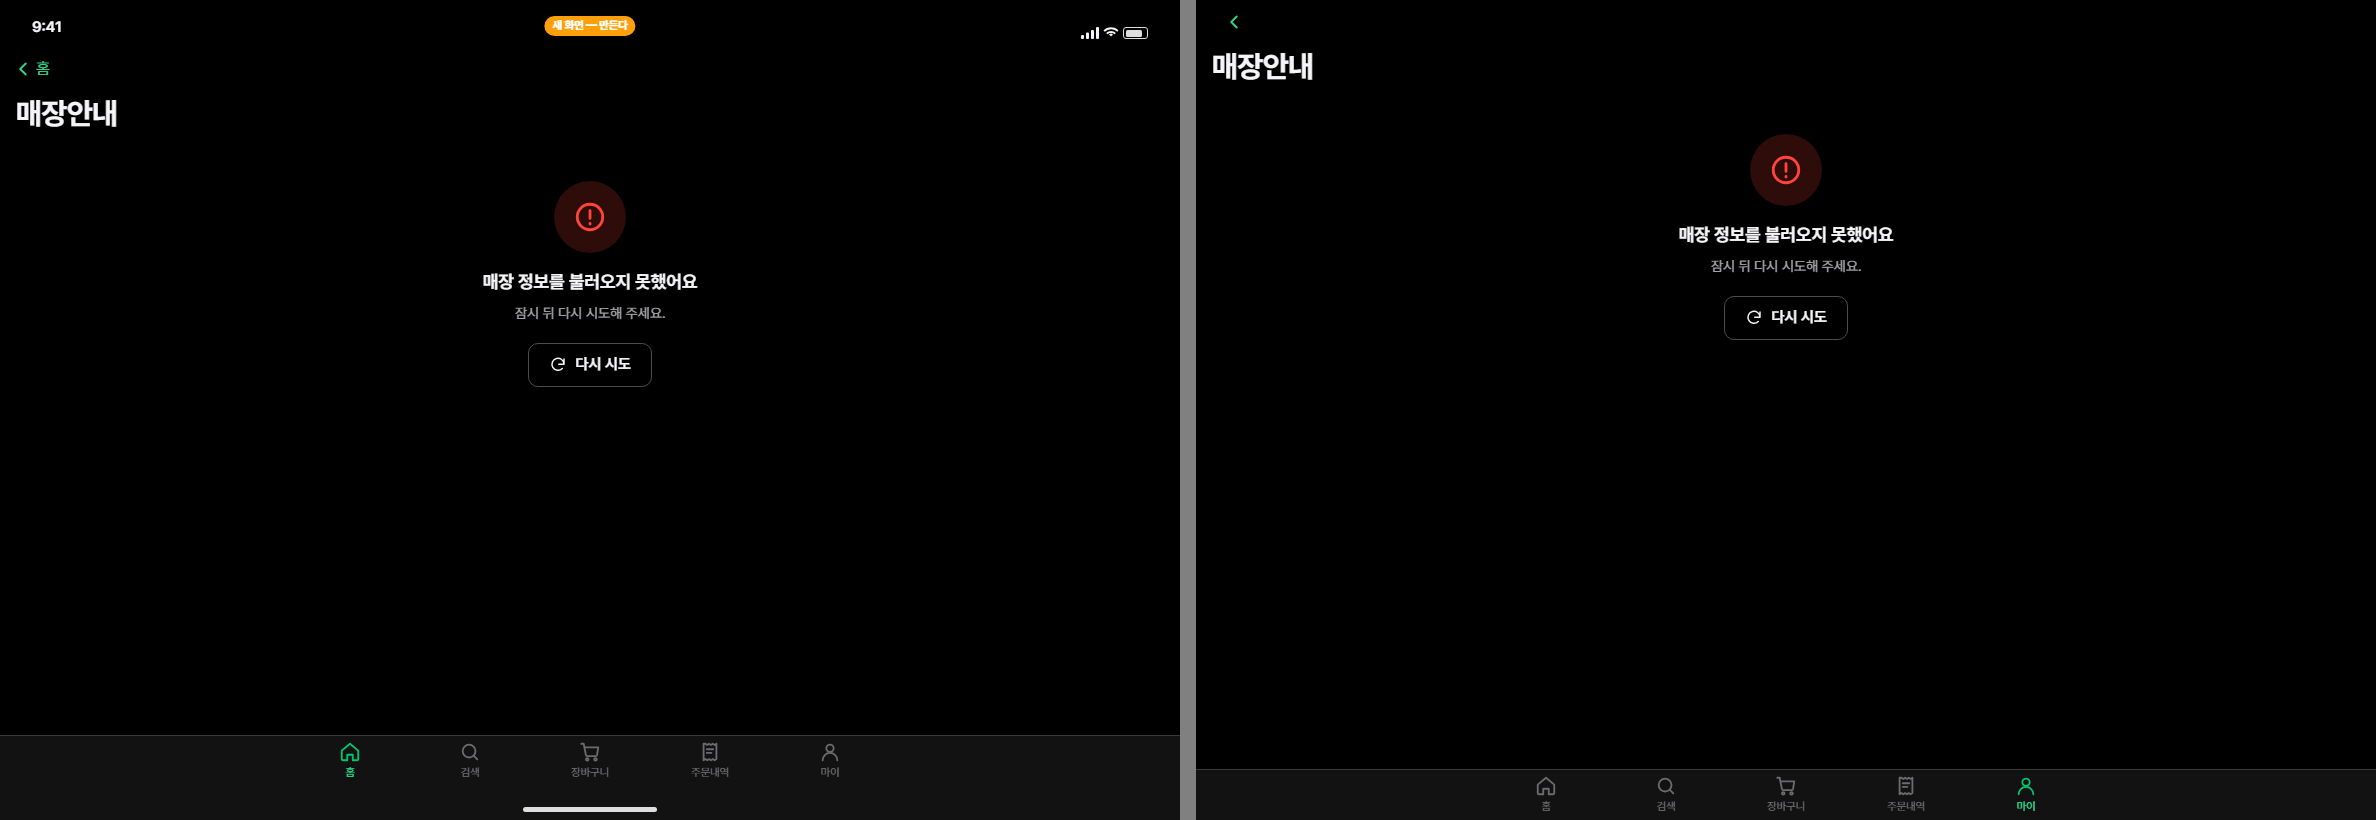 9:41
새 화면 — 만든다
홈
매장안내
매장 정보를 불러오지 못했어요
잠시 뒤 다시 시도해 주세요.
다시 시도
홈
검색
장바구니
주문내역
마이
매장안내
매장 정보를 불러오지 못했어요
잠시 뒤 다시 시도해 주세요.
다시 시도
홈
검색
장바구니
주문내역
마이